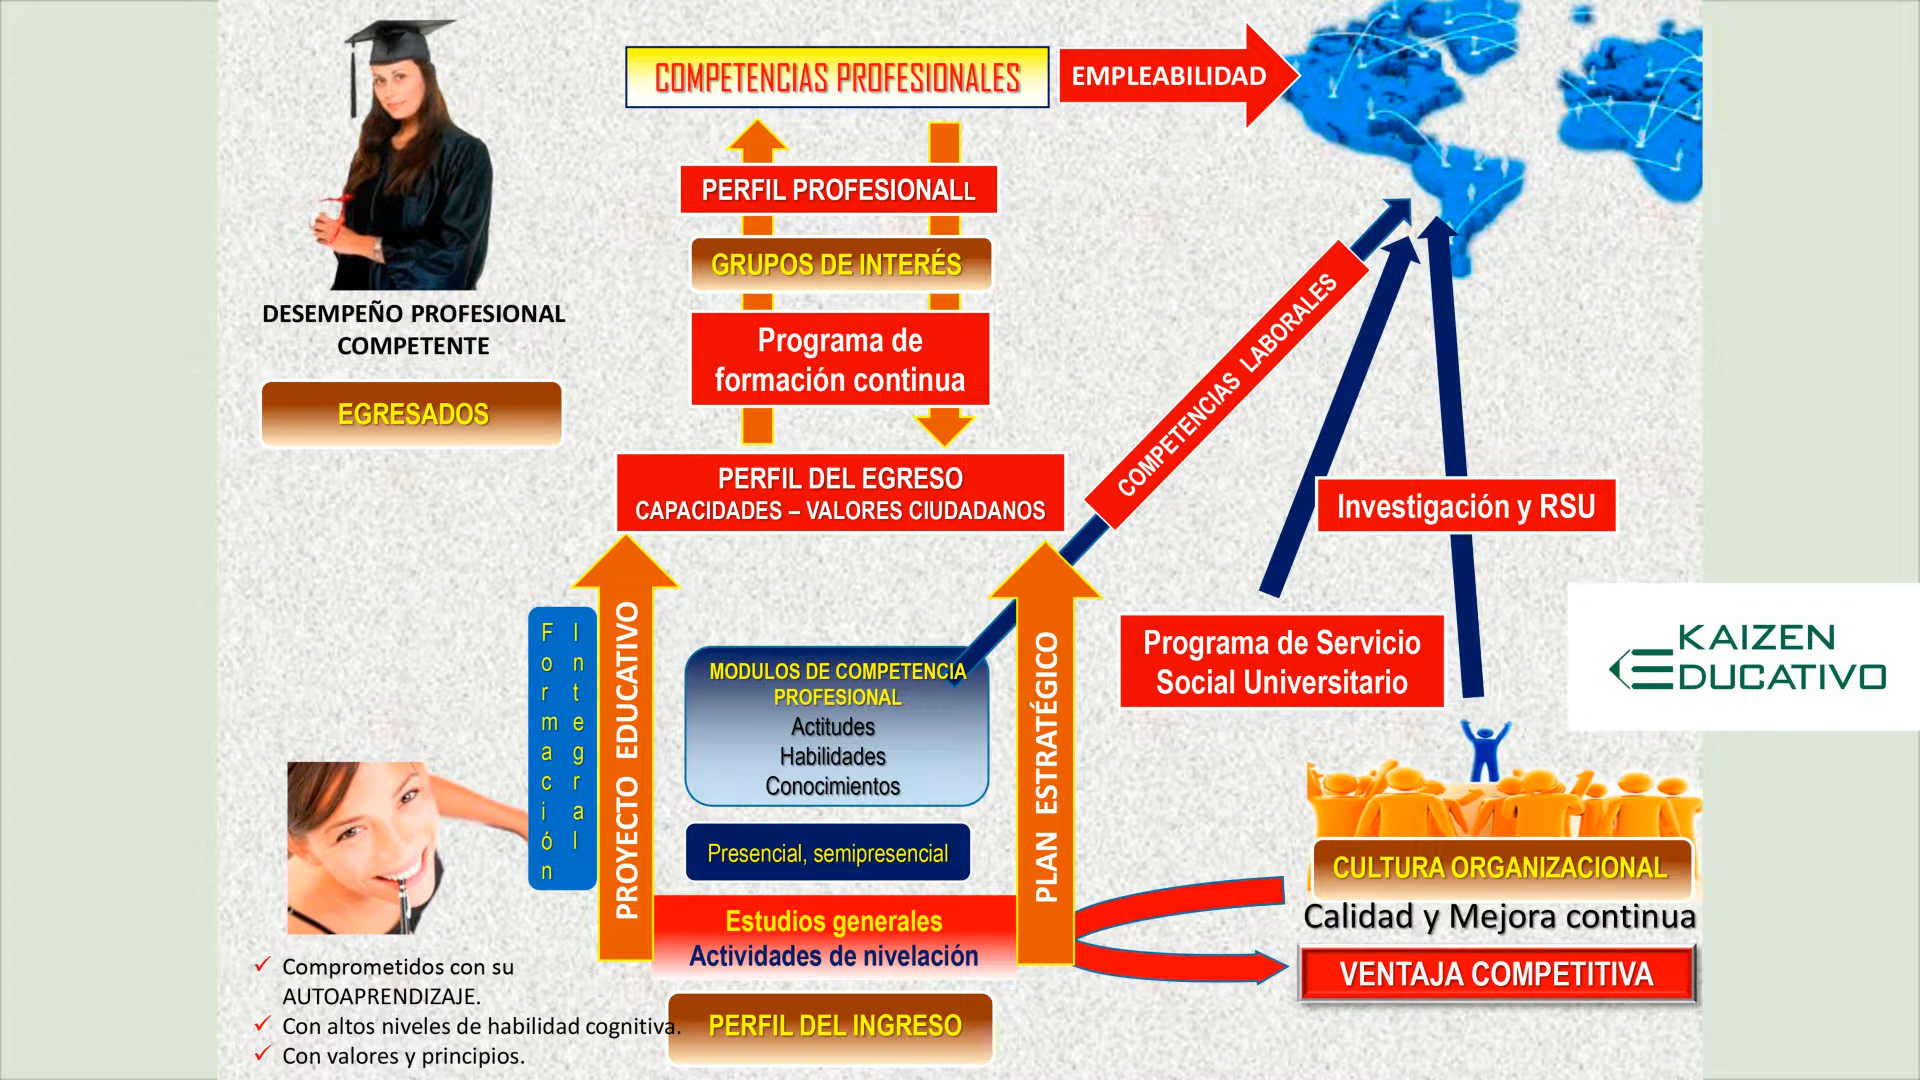 COMPETENCIAS PROFESIONALES
EMPLEABILIDAD
PERFIL PROFESIONALL
GRUPOS DE INTERÉS
Programa de
formación continua
DESEMPEÑO PROFESIONAL
COMPETENTE
EGRESADOS
PERFIL DEL EGRESO
CAPACIDADES – VALORES CIUDADANOS
COMPETENCIAS LABORALES
Investigación y RSU
Programa de Servicio
Social Universitario
KAIZEN
EDUCATIVO
Formación
Integral
PROYECTO EDUCATIVO
MODULOS DE COMPETENCIA
PROFESIONAL
Actitudes
Habilidades
Conocimientos
PLAN ESTRATÉGICO
Presencial, semipresencial
Estudios generales
Actividades de nivelación
PERFIL DEL INGRESO
CULTURA ORGANIZACIONAL
Calidad y Mejora continua
VENTAJA COMPETITIVA
✓ Comprometidos con su
AUTOAPRENDIZAJE.
✓ Con altos niveles de habilidad cognitiva.
✓ Con valores y principios.